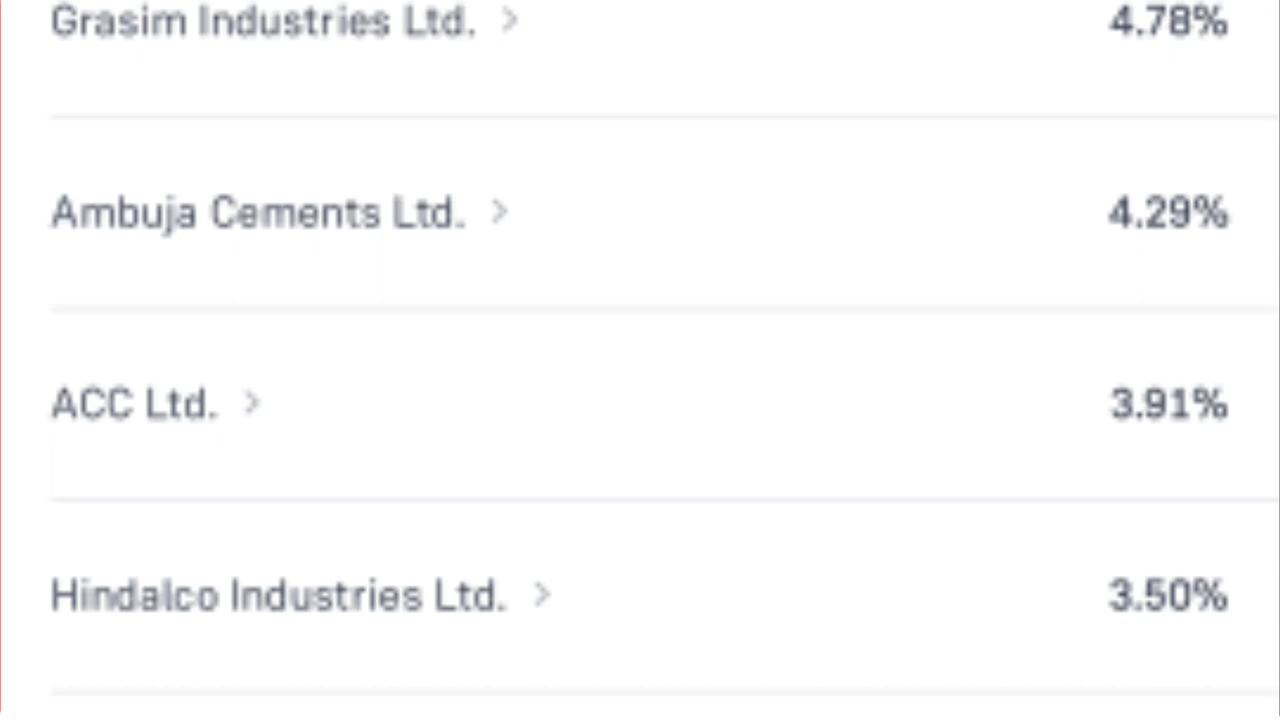 Grasim Industries Ltd. > 4.78%
Ambuja Cements Ltd. > 4.29%
ACC Ltd. > 3.91%
Hindalco Industries Ltd. > 3.50%